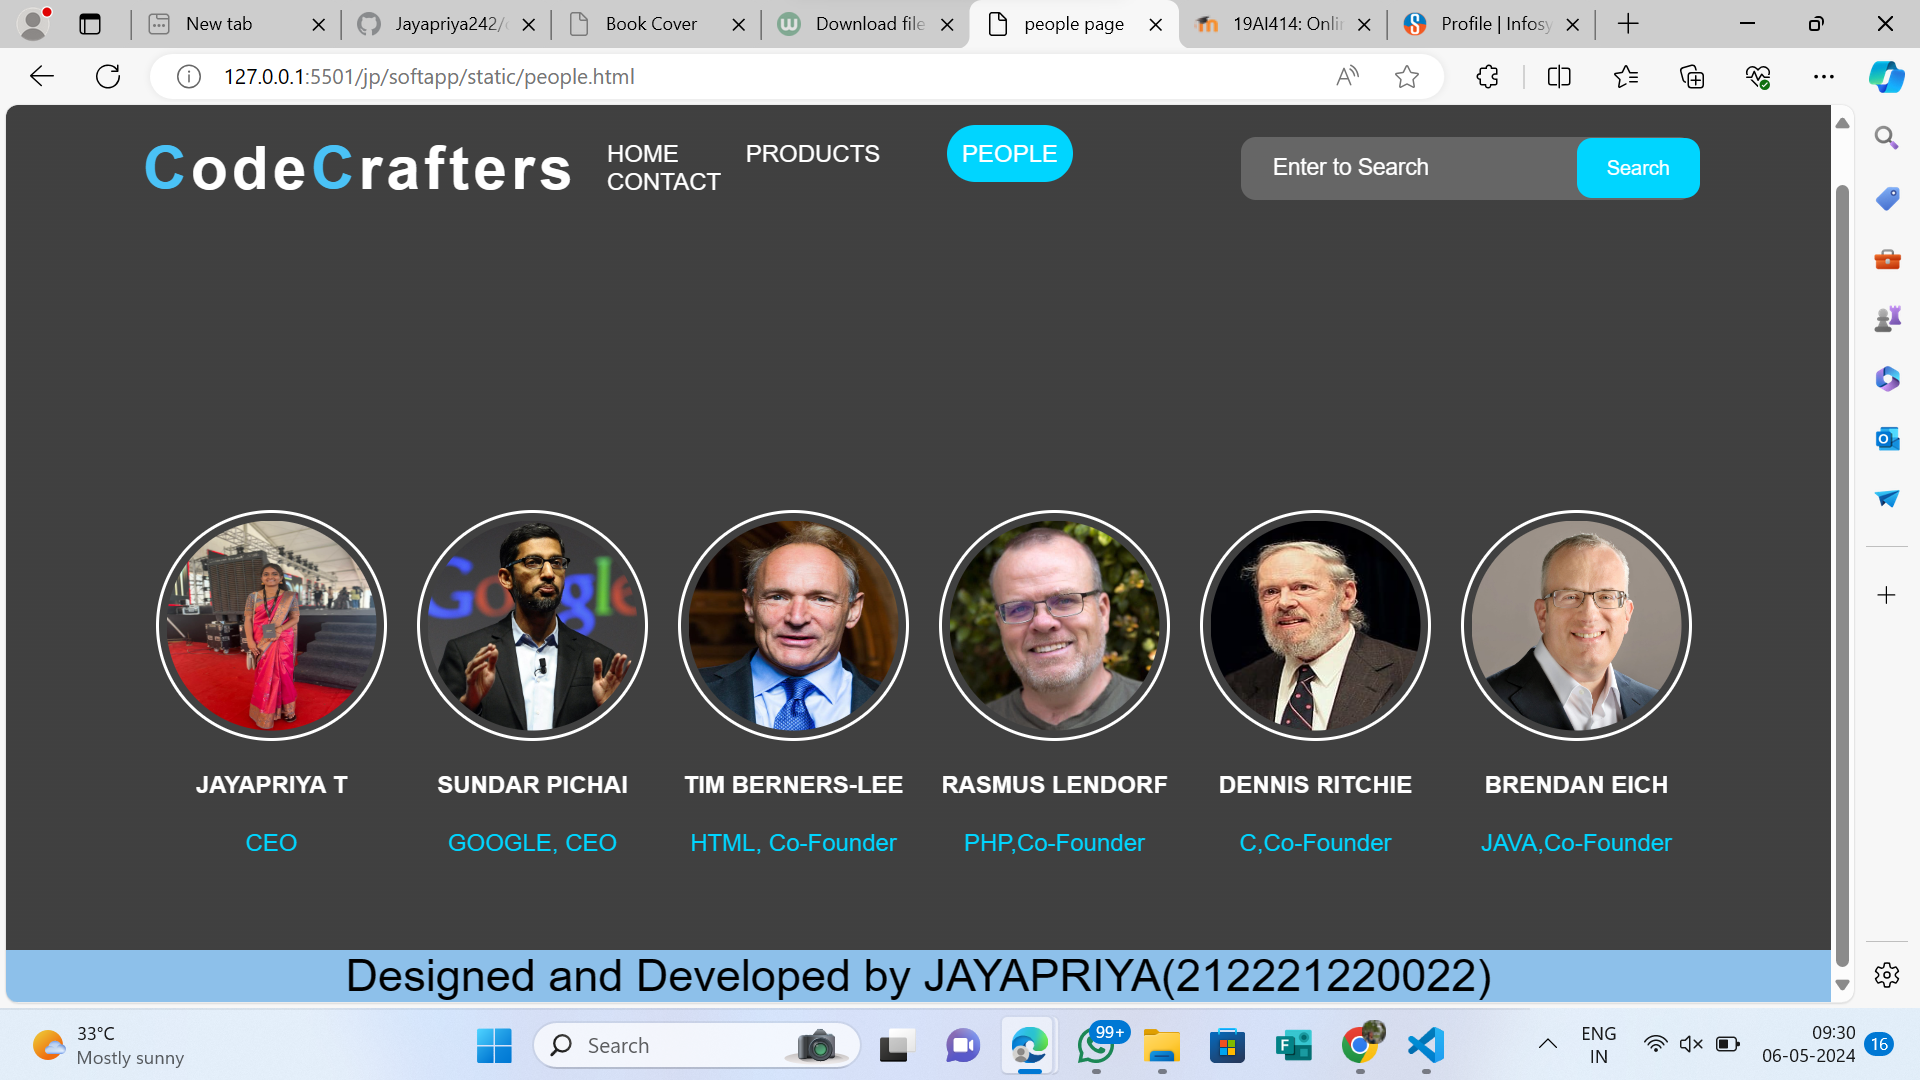 New tab
Jayapriya242/
Book Cover
Download file
people page
19AI414: Onli
Profile | Infosy
127.0.0.1:5501/jp/softapp/static/people.html
CodeCrafters
HOME
PRODUCTS
PEOPLE
CONTACT
Enter to Search
Search
Google
JAYAPRIYA T
SUNDAR PICHAI
TIM BERNERS-LEE
RASMUS LENDORF
DENNIS RITCHIE
BRENDAN EICH
CEO
GOOGLE, CEO
HTML, Co-Founder
PHP,Co-Founder
C,Co-Founder
JAVA,Co-Founder
Designed and Developed by JAYAPRIYA(212221220022)
33°C
Mostly sunny
Search
99+
ENG
IN
09:30
06-05-2024
16